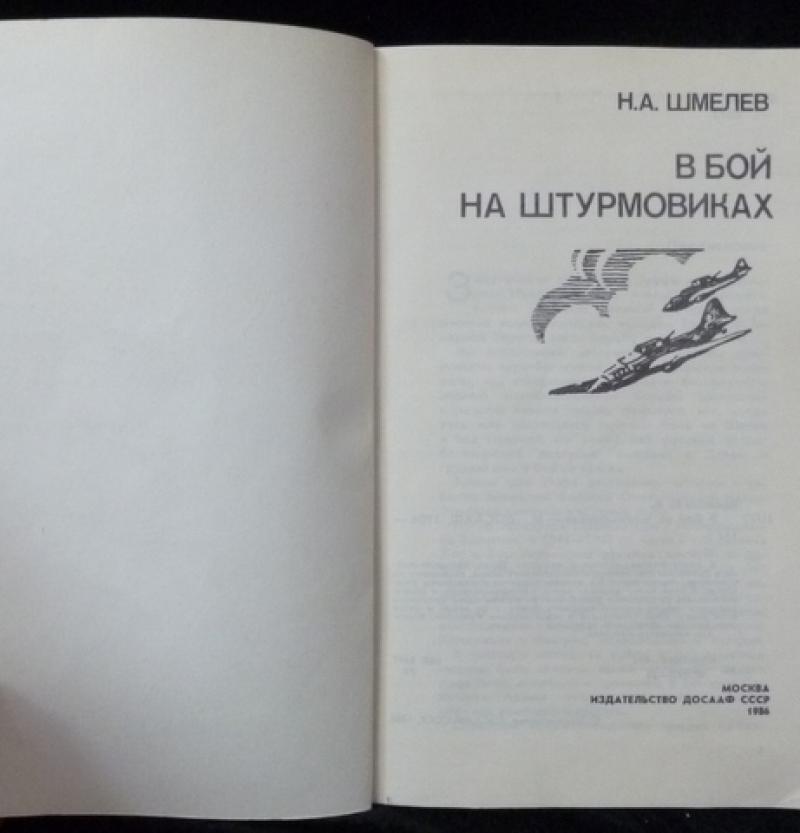 Н.А. ШМЕЛЕВ
В БОЙ
НА ШТУРМОВИКАХ
МОСКВА
ИЗДАТЕЛЬСТВО ДОСААФ СССР
1986